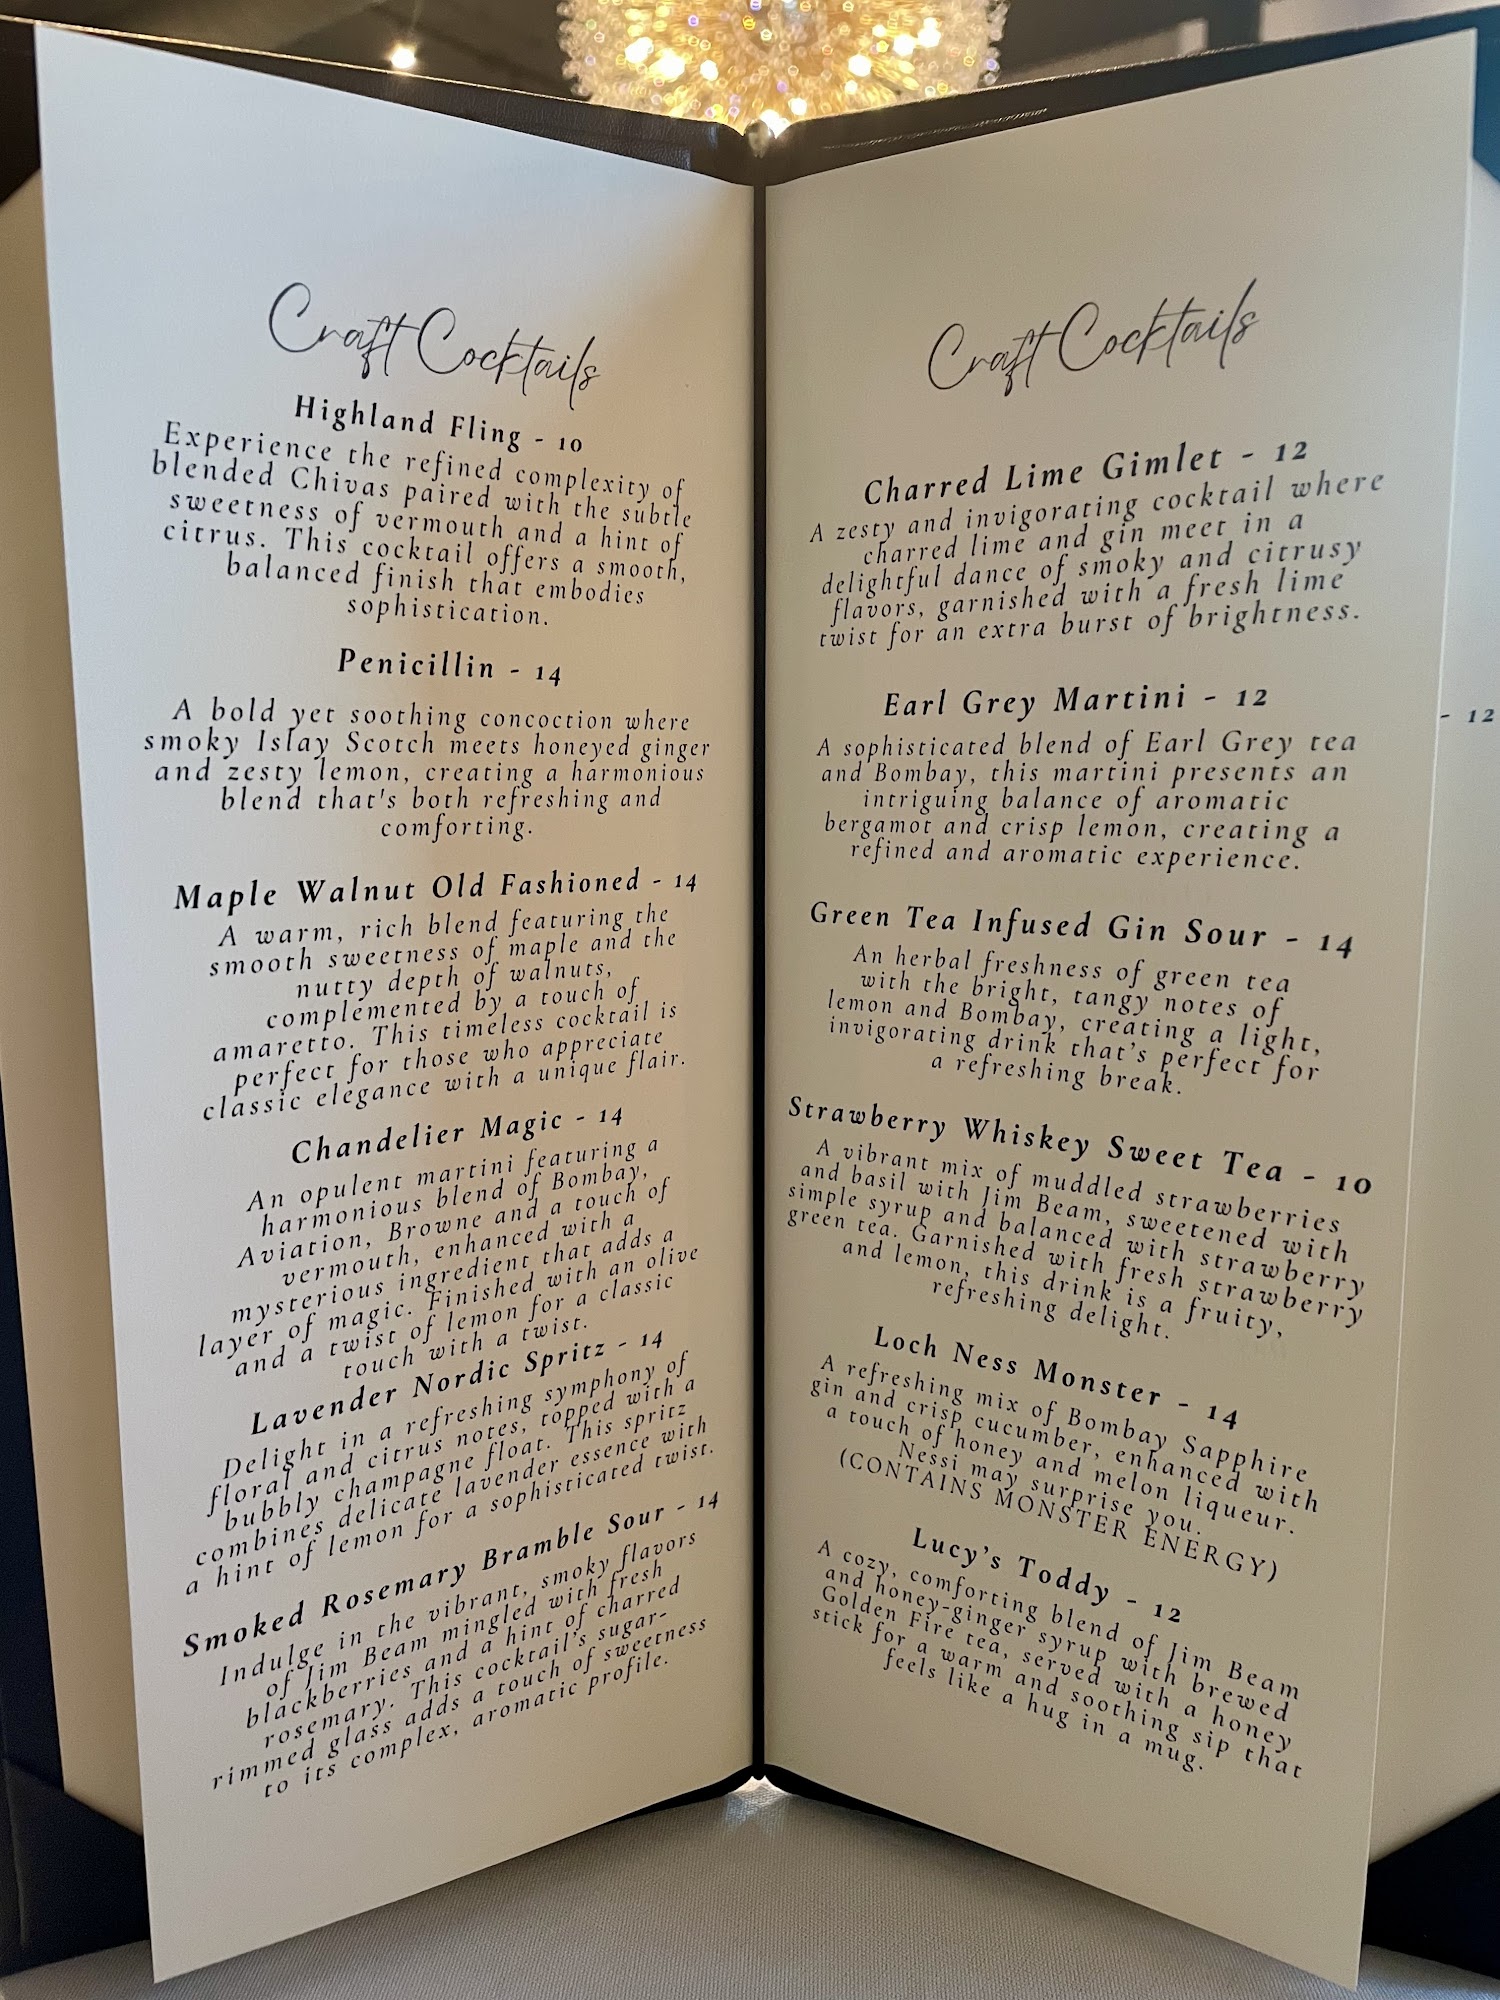 Craft Cocktails
Highland Fling - 10
Experience the refined complexity of
blended Chivas paired with the subtle
sweetness of vermouth and a hint of
citrus. This cocktail offers a smooth,
balanced finish that embodies
sophistication.
Penicillin - 14
A bold yet soothing concoction where
smoky Islay Scotch meets honeyed ginger
and zesty lemon, creating a harmonious
blend that's both refreshing and
comforting.
Maple Walnut Old Fashioned - 14
A warm, rich blend featuring the
smooth sweetness of maple and the
nutty depth of walnuts,
complemented by a touch of
amaretto. This timeless cocktail is
perfect for those who appreciate
classic elegance with a unique flair.
Chandelier Magic - 14
An opulent martini featuring a
harmonious blend of Bombay,
Aviation, Browne and a touch of
vermouth, enhanced with a
mysterious ingredient that adds a
layer of magic. Finished with an olive
and a twist of lemon for a classic
touch with a twist.
Lavender Nordic Spritz - 14
Delight in a refreshing symphony of
floral and citrus notes, topped with a
bubbly champagne float. This spritz
combines delicate lavender essence with
a hint of lemon for a sophisticated twist.
Smoked Rosemary Bramble Sour - 14
Indulge in the vibrant, smoky flavors
of Jim Beam mingled with fresh
blackberries and a hint of charred
rosemary. This cocktail's sugar-
rimmed glass adds a touch of sweetness
to its complex, aromatic profile.
Craft Cocktails
Charred Lime Gimlet - 12
A zesty and invigorating cocktail where
charred lime and gin meet in a
delightful dance of smoky and citrusy
flavors, garnished with a fresh lime
twist for an extra burst of brightness.
Earl Grey Martini - 12
A sophisticated blend of Earl Grey tea
and Bombay, this martini presents an
intriguing balance of aromatic
bergamot and crisp lemon, creating a
refined and aromatic experience.
Green Tea Infused Gin Sour - 14
An herbal freshness of green tea
with the bright, tangy notes of
lemon and Bombay, creating a light,
invigorating drink that's perfect for
a refreshing break.
Strawberry Whiskey Sweet Tea - 10
A vibrant mix of muddled strawberries
and basil with Jim Beam, sweetened with
simple syrup and balanced with strawberry
green tea. Garnished with fresh strawberry
and lemon, this drink is a fruity,
refreshing delight.
Loch Ness Monster - 14
A refreshing mix of Bombay Sapphire
gin and crisp cucumber, enhanced with
a touch of honey and melon liqueur.
Nessi may surprise you.
(CONTAINS MONSTER ENERGY)
Lucy's Toddy - 12
A cozy, comforting blend of Jim Beam
and honey-ginger syrup with brewed
Golden Fire tea, served with a honey
stick for a warm and soothing sip that
feels like a hug in a mug.
- 12